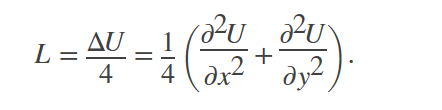 L = ΔU/4 = 1/4 (∂²U/∂x² + ∂²U/∂y²).